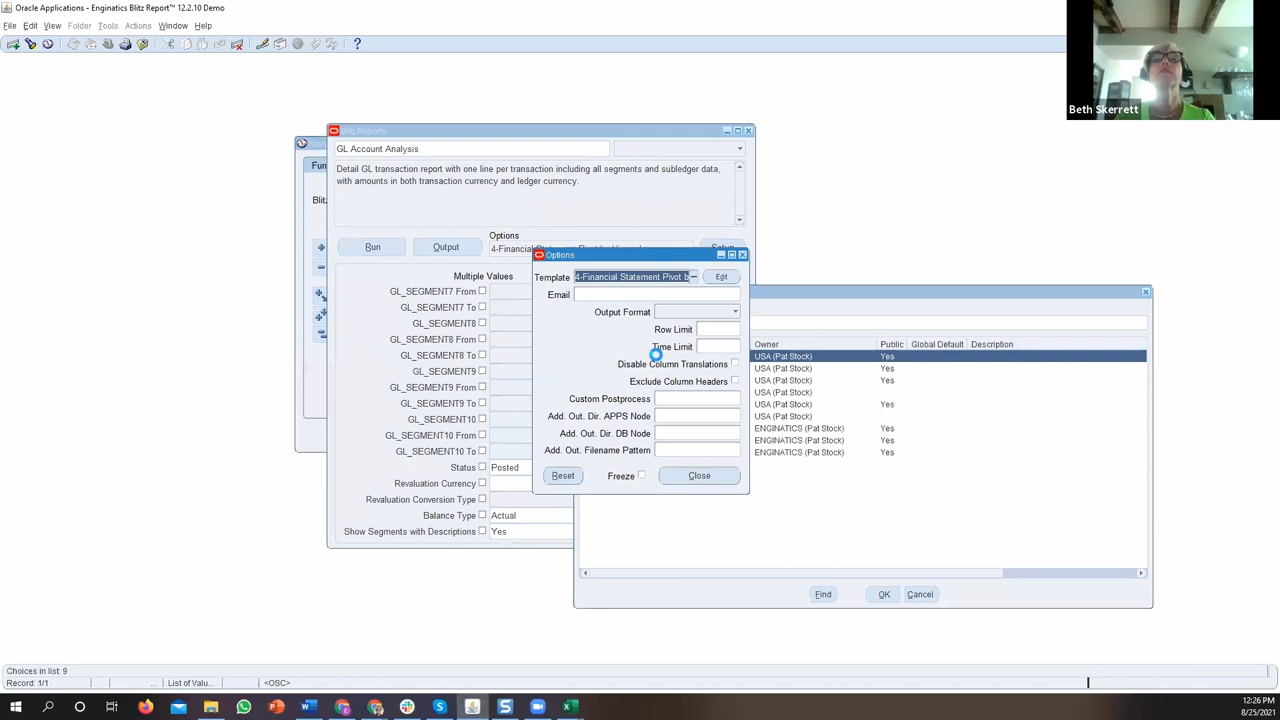 Oracle Applications - Enginatics Blitz Report™ 12.2.10 Demo
File Edit View Folder Tools Actions Window Help
Beth Skerrett
Blitz Reports
GL Account Analysis
Detail GL transaction report with one line per transaction including all segments and subledger data,
with amounts in both transaction currency and ledger currency.
Options
Run Output
Multiple Values
GL_SEGMENT7 From
GL_SEGMENT7 To
GL_SEGMENT8
GL_SEGMENT8 From
GL_SEGMENT8 To
GL_SEGMENT9
GL_SEGMENT9 From
GL_SEGMENT9 To
GL_SEGMENT10
GL_SEGMENT10 From
GL_SEGMENT10 To
Status Posted
Revaluation Currency
Revaluation Conversion Type
Balance Type Actual
Show Segments with Descriptions Yes
Options
Template 4-Financial Statement Pivot b Edit
Email
Output Format
Row Limit
Time Limit
Disable Column Translations
Exclude Column Headers
Custom Postprocess
Add. Out. Dir. APPS Node
Add. Out. Dir. DB Node
Add. Out. Filename Pattern
Reset Freeze Close
Owner Public Global Default Description
USA (Pat Stock) Yes
USA (Pat Stock) Yes
USA (Pat Stock) Yes
USA (Pat Stock)
USA (Pat Stock) Yes
USA (Pat Stock)
ENGINATICS (Pat Stock) Yes
ENGINATICS (Pat Stock) Yes
ENGINATICS (Pat Stock) Yes
Find OK Cancel
Choices in list: 9
Record: 1/1 ... List of Valu... <OSC>
12:26 PM
8/25/2021